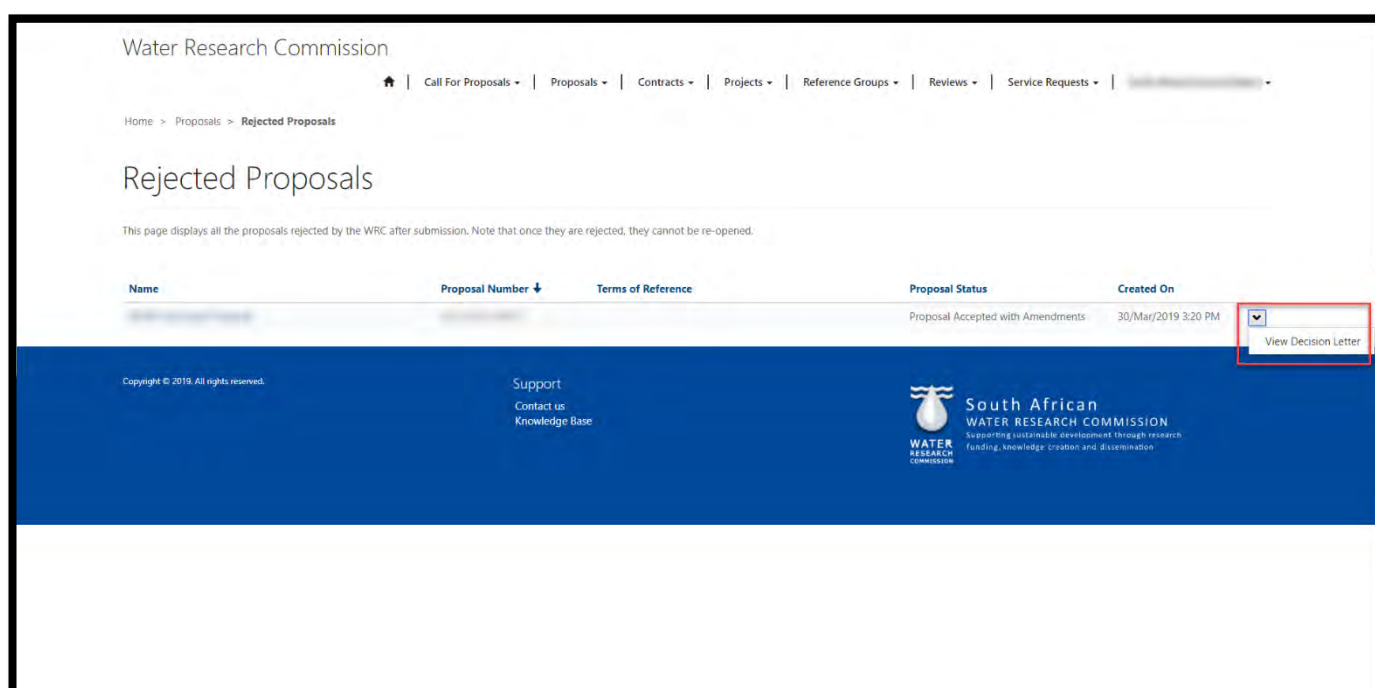 Water Research Commission
Call For Proposals | Proposals | Contracts | Projects | Reference Groups | Reviews | Service Requests |
Home > Proposals > Rejected Proposals
Rejected Proposals
This page displays all the proposals rejected by the WRC after submission. Note that once they are rejected, they cannot be re-opened.
Name Proposal Number Terms of Reference Proposal Status Created On
Proposal Accepted with Amendments 30/Mar/2019 3:20 PM
View Decision Letter
Copyright © 2019. All rights reserved.
Support
Contact us
Knowledge Base
WATER
RESEARCH
COMMISSION
South African
WATER RESEARCH COMMISSION
Supporting sustainable development through research
funding, knowledge creation and dissemination